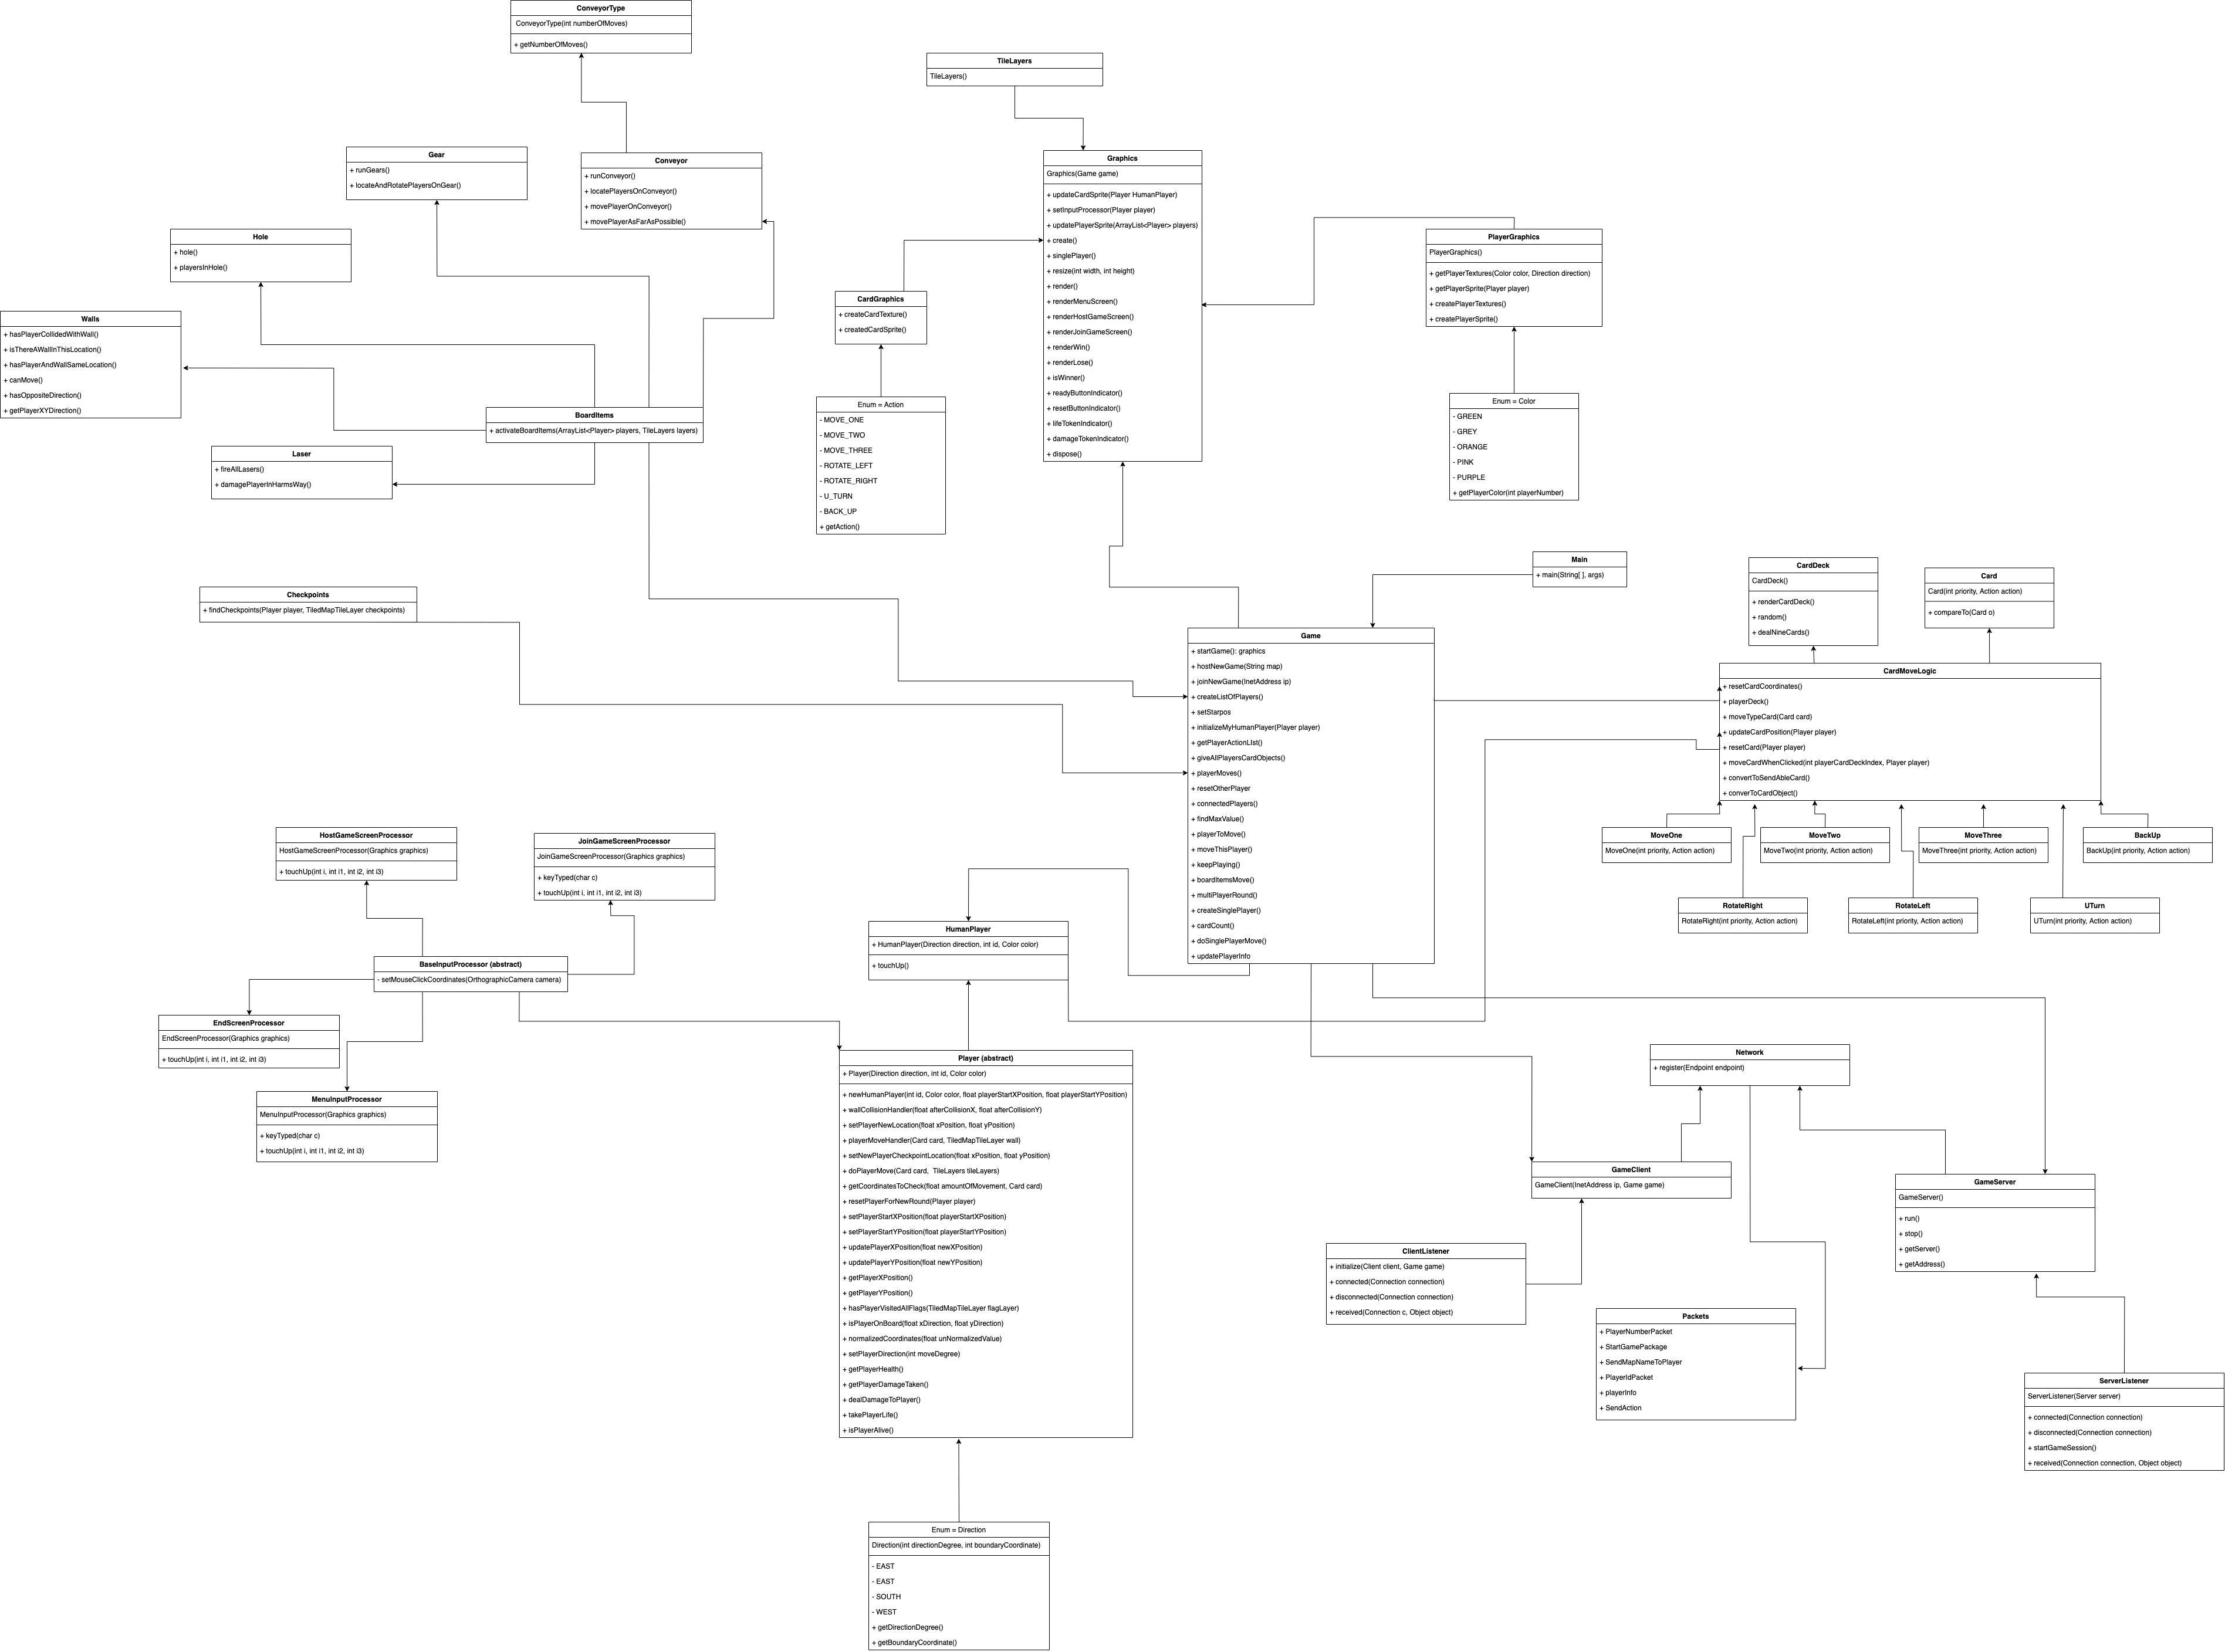 ConveyorType
ConveyorType(int numberOfMoves)
+ getNumberOfMoves()
TileLayers
TileLayers()
Gear
+ runGears()
+ locateAndRotatePlayersOnGear()
Conveyor
+ runConveyor()
+ locatePlayersOnConveyor()
+ movePlayerOnConveyor()
+ movePlayerAsFarAsPossible()
Graphics
Graphics(Game game)
+ updateCardSprite(Player HumanPlayer)
+ setInputProcessor(Player player)
+ updatePlayerSprite(ArrayList<Player> players)
+ create()
+ singlePlayer()
+ resize(int width, int height)
+ render()
+ renderMenuScreen()
+ renderHostGameScreen()
+ renderJoinGameScreen()
+ renderWin()
+ renderLose()
+ isWinner()
+ readyButtonIndicator()
+ resetButtonIndicator()
+ lifeTokenIndicator()
+ damageTokenIndicator()
+ dispose()
Hole
+ hole()
+ playersInHole()
PlayerGraphics
PlayerGraphics()
+ getPlayerTextures(Color color, Direction direction)
+ getPlayerSprite(Player player)
+ createPlayerTextures()
+ createPlayerSprite()
CardGraphics
+ createCardTexture()
+ createdCardSprite()
Walls
+ hasPlayerCollidedWithWall()
+ isThereAWallInThisLocation()
+ hasPlayerAndWallSameLocation()
+ canMove()
+ hasOppositeDirection()
+ getPlayerXYDirection()
Enum = Action
- MOVE_ONE
- MOVE_TWO
- MOVE_THREE
- ROTATE_LEFT
- ROTATE_RIGHT
- U_TURN
- BACK_UP
+ getAction()
Enum = Color
- GREEN
- GREY
- ORANGE
- PINK
- PURPLE
+ getPlayerColor(int playerNumber)
BoardItems
+ activateBoardItems(ArrayList<Player> players, TileLayers layers)
Laser
+ fireAllLasers()
+ damagePlayerInHarmsWay()
Main
+ main(String[ ], args)
CardDeck
CardDeck()
+ renderCardDeck()
+ random()
+ dealNineCards()
Card
Card(int priority, Action action)
+ compareTo(Card o)
Checkpoints
+ findCheckpoints(Player player, TiledMapTileLayer checkpoints)
Game
+ startGame(): graphics
+ hostNewGame(String map)
+ joinNewGame(InetAddress ip)
+ createListOfPlayers()
+ setStarpos
+ initializeMyHumanPlayer(Player player)
+ getPlayerActionLIst()
+ giveAllPlayersCardObjects()
+ playerMoves()
+ resetOtherPlayer
+ connectedPlayers()
+ findMaxValue()
+ playerToMove()
+ moveThisPlayer()
+ keepPlaying()
+ boardItemsMove()
+ multiPlayerRound()
+ createSinglePlayer()
+ cardCount()
+ doSinglePlayerMove()
+ updatePlayerInfo
CardMoveLogic
+ resetCardCoordinates()
+ playerDeck()
+ moveTypeCard(Card card)
+ updateCardPosition(Player player)
+ resetCard(Player player)
+ moveCardWhenClicked(int playerCardDeckIndex, Player player)
+ convertToSendAbleCard()
+ converToCardObject()
MoveOne
MoveOne(int priority, Action action)
MoveTwo
MoveTwo(int priority, Action action)
MoveThree
MoveThree(int priority, Action action)
BackUp
BackUp(int priority, Action action)
RotateRight
RotateRight(int priority, Action action)
RotateLeft
RotateLeft(int priority, Action action)
UTurn
UTurn(int priority, Action action)
HostGameScreenProcessor
HostGameScreenProcessor(Graphics graphics)
+ touchUp(int i, int i1, int i2, int i3)
JoinGameScreenProcessor
JoinGameScreenProcessor(Graphics graphics)
+ keyTyped(char c)
+ touchUp(int i, int i1, int i2, int i3)
HumanPlayer
+ HumanPlayer(Direction direction, int id, Color color)
+ touchUp()
BaseInputProcessor (abstract)
- setMouseClickCoordinates(OrthographicCamera camera)
EndScreenProcessor
EndScreenProcessor(Graphics graphics)
+ touchUp(int i, int i1, int i2, int i3)
MenuInputProcessor
MenuInputProcessor(Graphics graphics)
+ keyTyped(char c)
+ touchUp(int i, int i1, int i2, int i3)
Player (abstract)
+ Player(Direction direction, int id, Color color)
+ newHumanPlayer(int id, Color color, float playerStartXPosition, float playerStartYPosition)
+ wallCollisionHandler(float afterCollisionX, float afterCollisionY)
+ setPlayerNewLocation(float xPosition, float yPosition)
+ playerMoveHandler(Card card, TiledMapTileLayer wall)
+ setNewPlayerCheckpointLocation(float xPosition, float yPosition)
+ doPlayerMove(Card card,  TileLayers tileLayers)
+ getCoordinatesToCheck(float amountOfMovement, Card card)
+ resetPlayerForNewRound(Player player)
+ setPlayerStartXPosition(float playerStartXPosition)
+ setPlayerStartYPosition(float playerStartYPosition)
+ updatePlayerXPosition(float newXPosition)
+ updatePlayerYPosition(float newYPosition)
+ getPlayerXPosition()
+ getPlayerYPosition()
+ hasPlayerVisitedAllFlags(TiledMapTileLayer flagLayer)
+ isPlayerOnBoard(float xDirection, float yDirection)
+ normalizedCoordinates(float unNormalizedValue)
+ setPlayerDirection(int moveDegree)
+ getPlayerHealth()
+ getPlayerDamageTaken()
+ dealDamageToPlayer()
+ takePlayerLife()
+ isPlayerAlive()
Network
+ register(Endpoint endpoint)
GameClient
GameClient(InetAddress ip, Game game)
GameServer
GameServer()
+ run()
+ stop()
+ getServer()
+ getAddress()
ClientListener
+ initialize(Client client, Game game)
+ connected(Connection connection)
+ disconnected(Connection connection)
+ received(Connection c, Object object)
Packets
+ PlayerNumberPacket
+ StartGamePackage
+ SendMapNameToPlayer
+ PlayerIdPacket
+ playerInfo
+ SendAction
ServerListener
ServerListener(Server server)
+ connected(Connection connection)
+ disconnected(Connection connection)
+ startGameSession()
+ received(Connection connection, Object object)
Enum = Direction
Direction(int directionDegree, int boundaryCoordinate)
- EAST
- EAST
- SOUTH
- WEST
+ getDirectionDegree()
+ getBoundaryCoordinate()